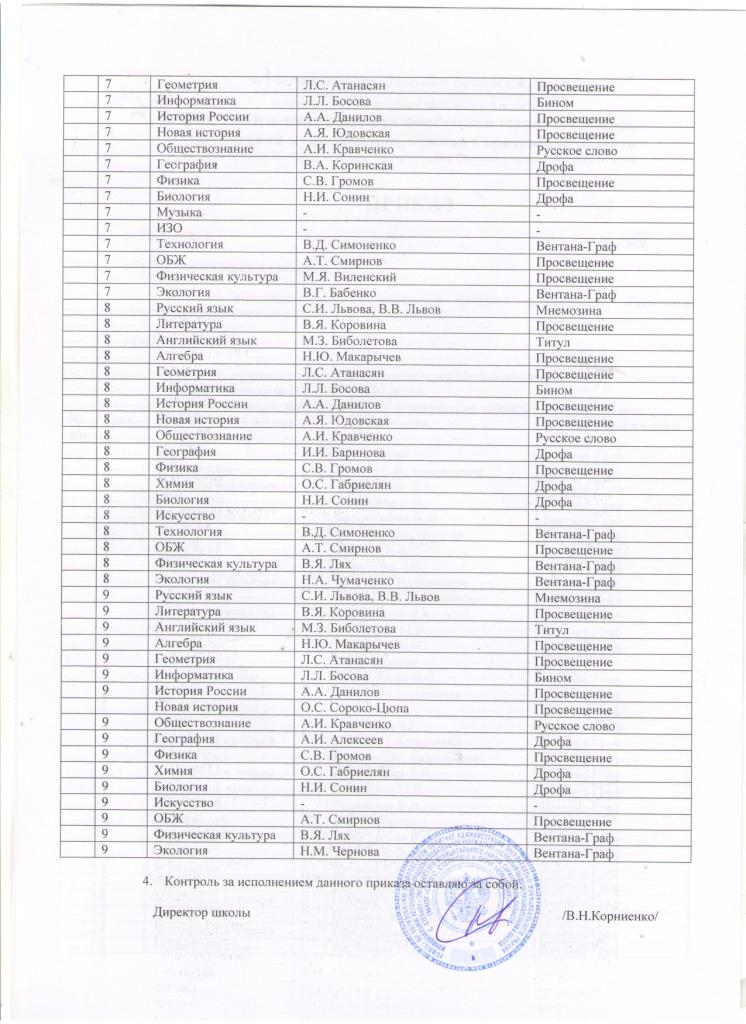 7 Геометрия Л.С. Атанасян Просвещение
7 Информатика Л.Л. Босова Бином
7 История России А.А. Данилов Просвещение
7 Новая история А.Я. Юдовская Просвещение
7 Обществознание А.И. Кравченко Русское слово
7 География В.А. Коринская Дрофа
7 Физика С.В. Громов Просвещение
7 Биология Н.И. Сонин Дрофа
7 Музыка - -
7 ИЗО - -
7 Технология В.Д. Симоненко Вентана-Граф
7 ОБЖ А.Т. Смирнов Просвещение
7 Физическая культура М.Я. Виленский Просвещение
7 Экология В.Г. Бабенко Вентана-Граф
8 Русский язык С.И. Львова, В.В. Львов Мнемозина
8 Литература В.Я. Коровина Просвещение
8 Английский язык М.З. Биболетова Титул
8 Алгебра Н.Ю. Макарычев Просвещение
8 Геометрия Л.С. Атанасян Просвещение
8 Информатика Л.Л. Босова Бином
8 История России А.А. Данилов Просвещение
8 Новая история А.Я. Юдовская Просвещение
8 Обществознание А.И. Кравченко Русское слово
8 География И.И. Баринова Дрофа
8 Физика С.В. Громов Просвещение
8 Химия О.С. Габриелян Дрофа
8 Биология Н.И. Сонин Дрофа
8 Искусство - -
8 Технология В.Д. Симоненко Вентана-Граф
8 ОБЖ А.Т. Смирнов Просвещение
8 Физическая культура В.Я. Лях Вентана-Граф
8 Экология Н.А. Чумаченко Вентана-Граф
9 Русский язык С.И. Львова, В.В. Львов Мнемозина
9 Литература В.Я. Коровина Просвещение
9 Английский язык М.З. Биболетова Титул
9 Алгебра Н.Ю. Макарычев Просвещение
9 Геометрия Л.С. Атанасян Просвещение
9 Информатика Л.Л. Босова Бином
9 История России А.А. Данилов Просвещение
Новая история О.С. Сороко-Цюпа Просвещение
9 Обществознание А.И. Кравченко Русское слово
9 География А.И. Алексеев Дрофа
9 Физика С.В. Громов Просвещение
9 Химия О.С. Габриелян Дрофа
9 Биология Н.И. Сонин Дрофа
9 Искусство - -
9 ОБЖ А.Т. Смирнов Просвещение
9 Физическая культура В.Я. Лях Вентана-Граф
9 Экология Н.М. Чернова Вентана-Граф
4. Контроль за исполнением данного приказа оставляю за собой.
Директор школы /В.Н.Корниенко/